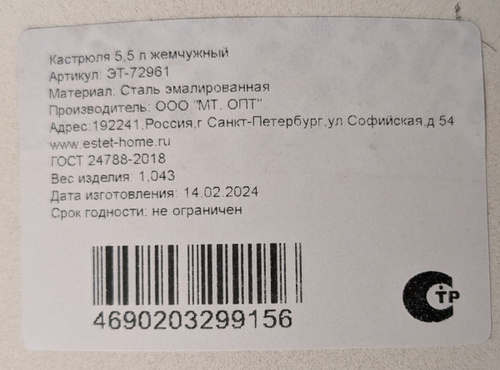 Кастрюля 5,5 л жемчужный
Артикул: ЭТ-72961
Материал: Сталь эмалированная
Производитель: ООО "МТ. ОПТ"
Адрес:192241,Россия,г Санкт-Петербург,ул Софийская,д 54
www.estet-home.ru
ГОСТ 24788-2018
Вес изделия: 1,043
Дата изготовления: 14.02.2024
Срок годности: не ограничен
4690203299156
СТР